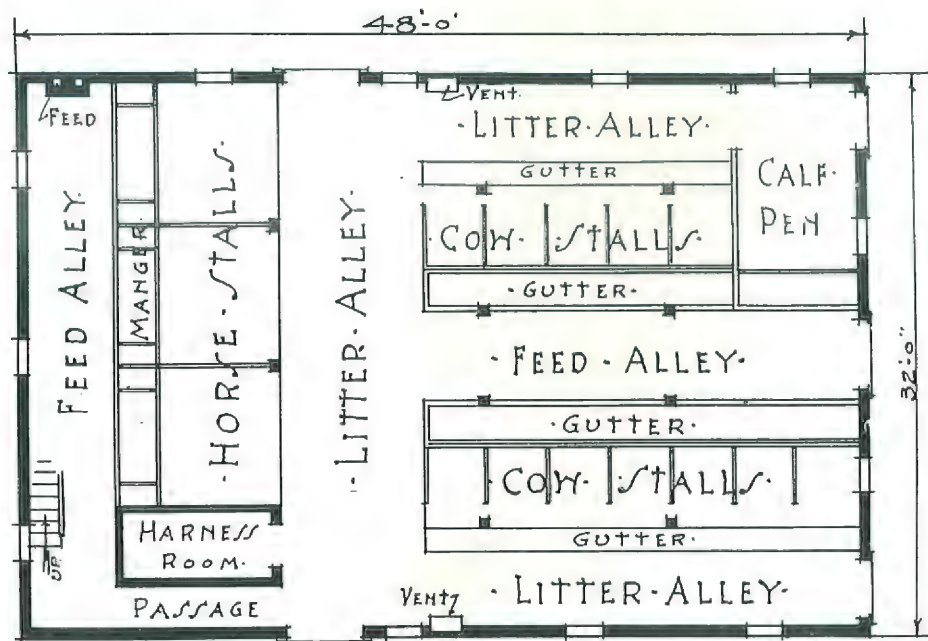 48'-0'
FEED
VENT.
·LITTER·ALLEY·
GUTTER
CALF·
PEN
FEED ALLEY.
MANGER
·HORSE·STALLS
·LITTER·ALLEY·
·COW·STALLS·
·GUTTER·
·FEED·ALLEY·
32'·0"
·GUTTER·
·COW·STALLS·
GUTTER·
HARNESS
ROOM·
UP.
PASSAGE
VENT
·LITTER·ALLEY·